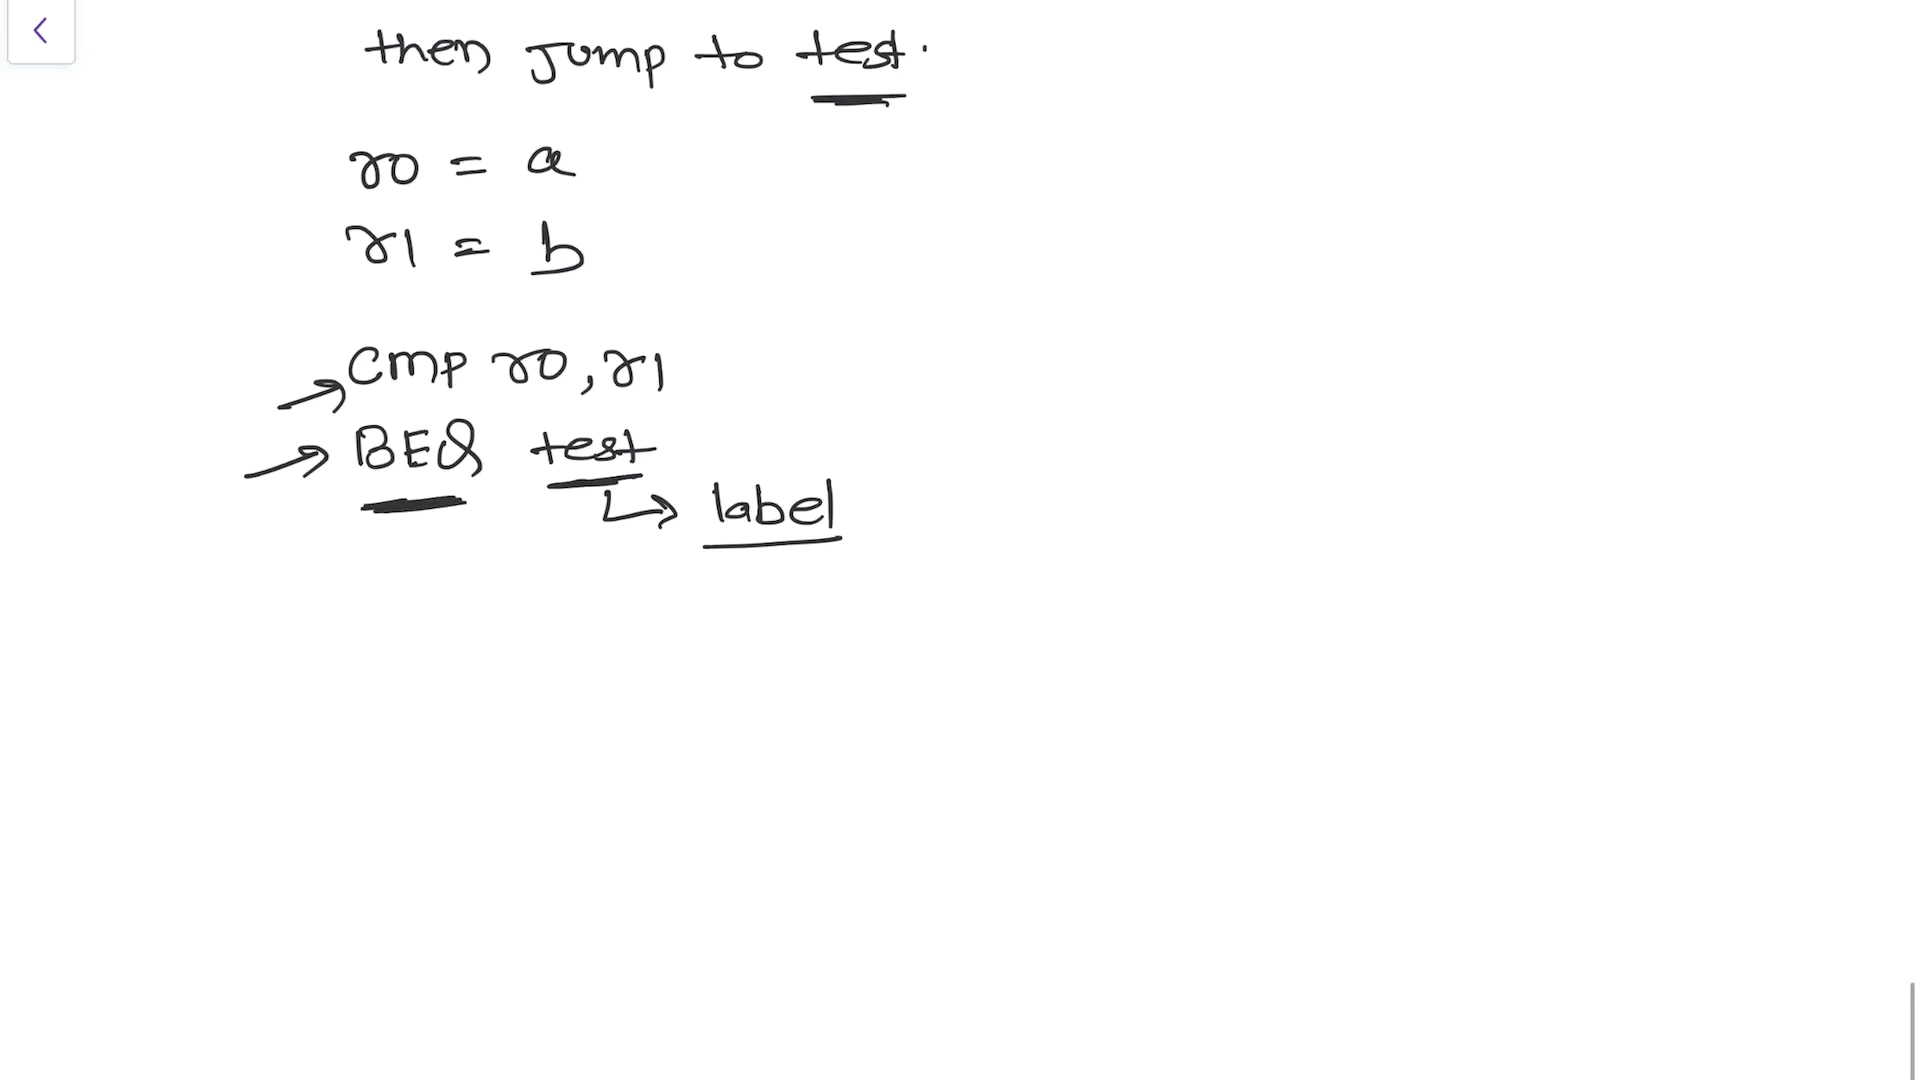 then Jump to test.
r0 = a
r1 = b
→ Cmp r0, r1
→ BEQ test
↳ label